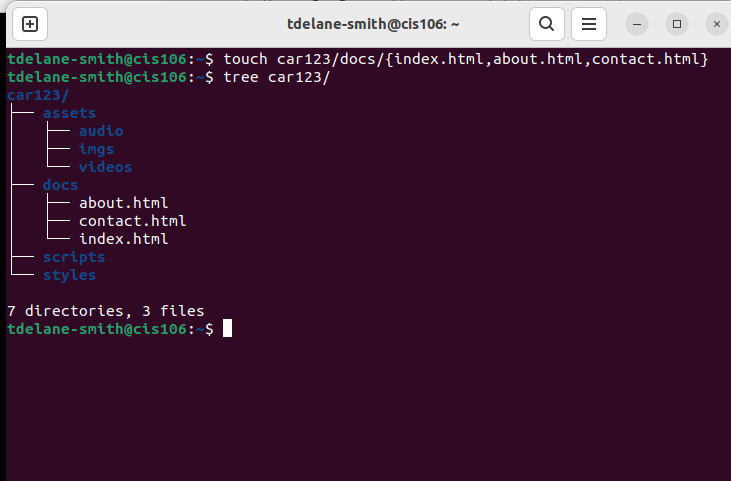 tdelane-smith@cis106: ~
tdelane-smith@cis106:~$ touch car123/docs/{index.html,about.html,contact.html}
tdelane-smith@cis106:~$ tree car123/
car123/
├── assets
│   ├── audio
│   ├── imgs
│   └── videos
├── docs
│   ├── about.html
│   ├── contact.html
│   └── index.html
├── scripts
└── styles
7 directories, 3 files
tdelane-smith@cis106:~$